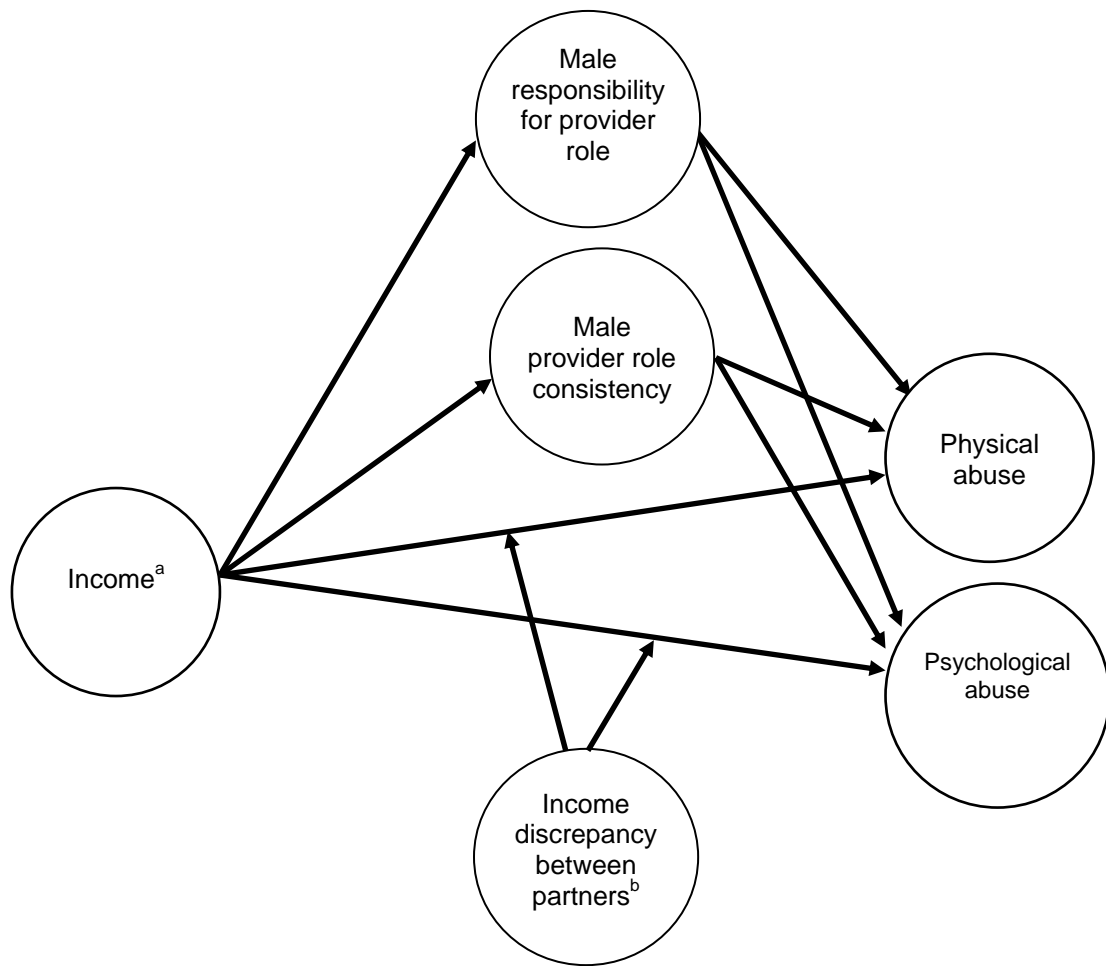 Male
responsibility
for provider
role
Male
provider role
consistency
Physical
abuse
Income^a
Psychological
abuse
Income
discrepancy
between
partners^b